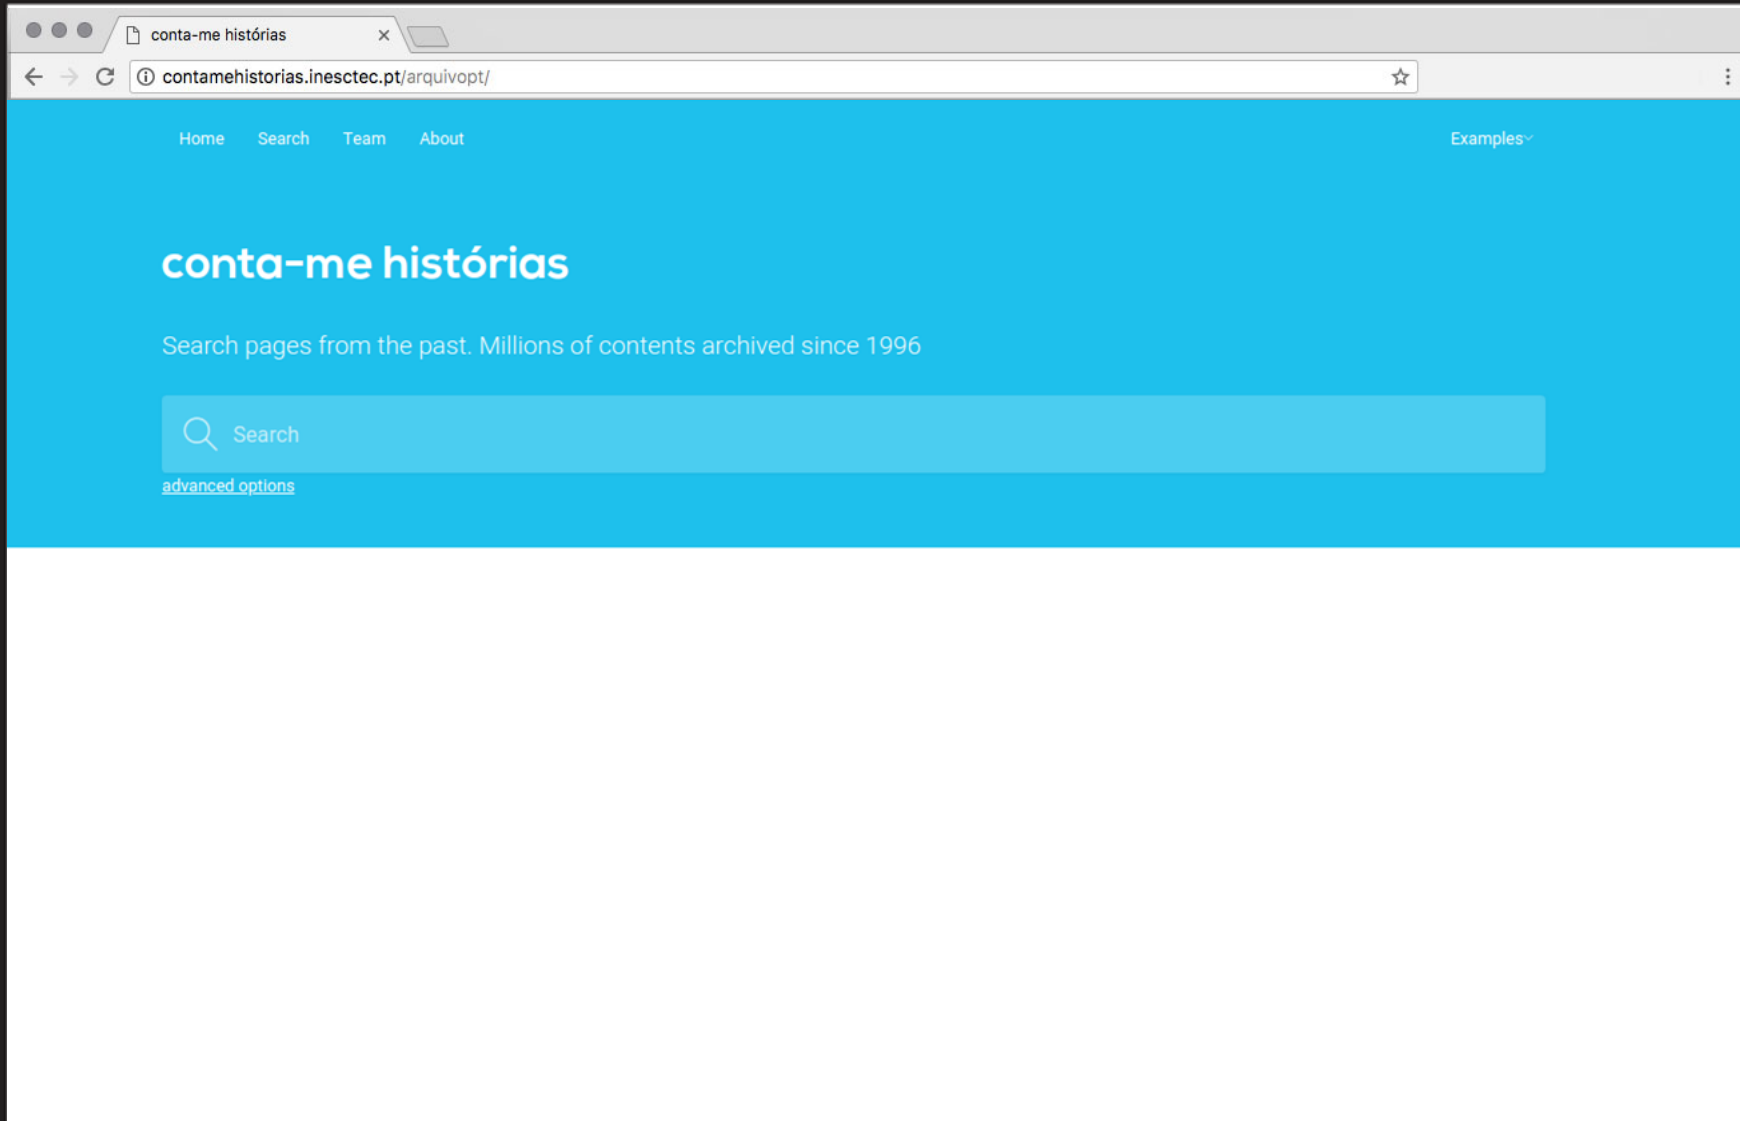 conta-me histórias
contamehistorias.inesctec.pt/arquivopt/
Home Search Team About Examples
conta-me histórias
Search pages from the past. Millions of contents archived since 1996
Search
advanced options